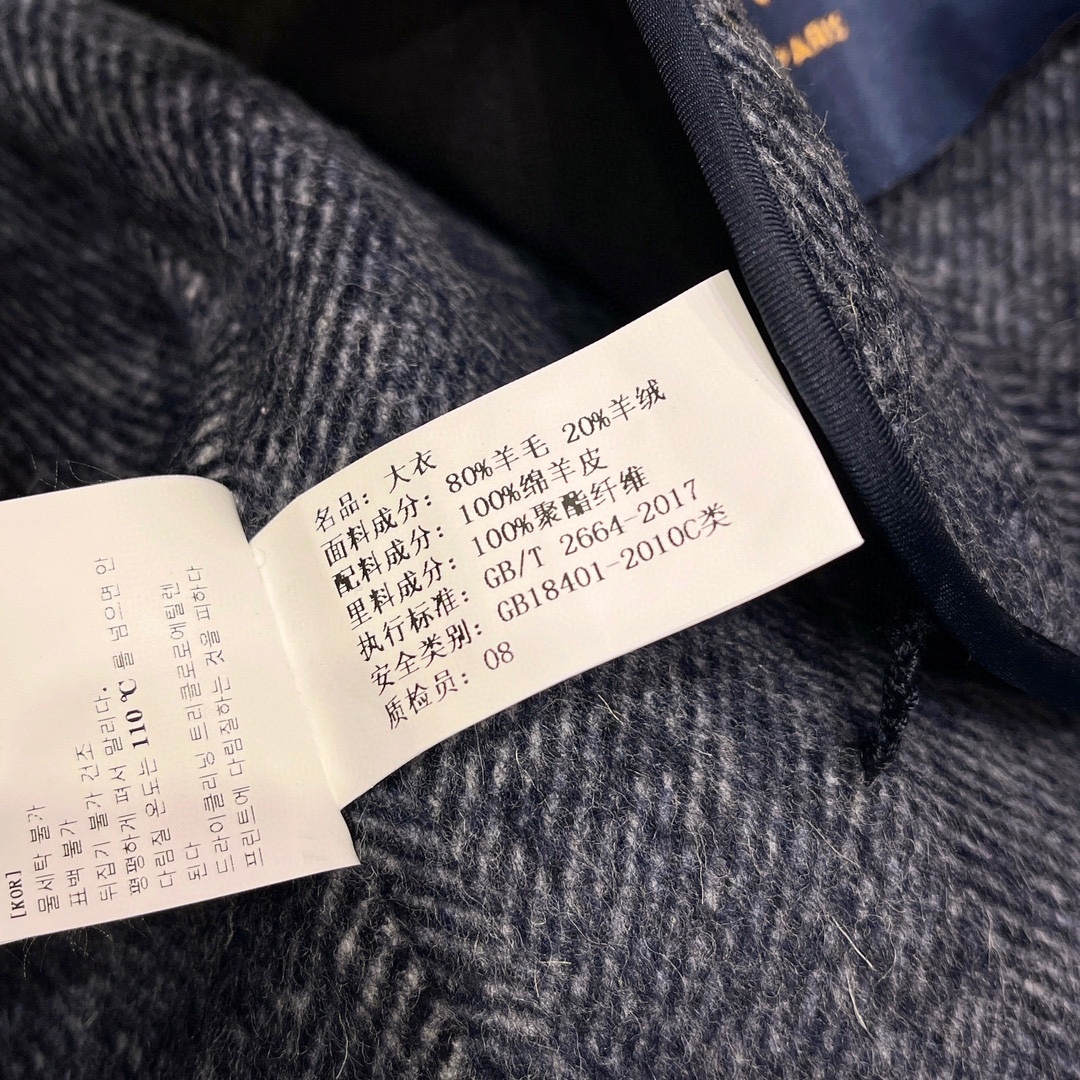 PARIS
名品: 大衣
面料成分: 80%羊毛 20%羊绒
配料成分: 100%绵羊皮
里料成分: 100%聚酯纤维
执行标准: GB/T 2664-2017
安全类别: GB18401-2010C类
质检员: 08
[KOR]
물세탁 불가
표백 불가
뒤집기 불가 건조
평평하게 펴서 말리다.
다림질 온도는 110 ℃ 를 넘으면 안
된다
드라이클리닝 트리클로로에틸렌
프린트에 다림질하는 것을 피하다